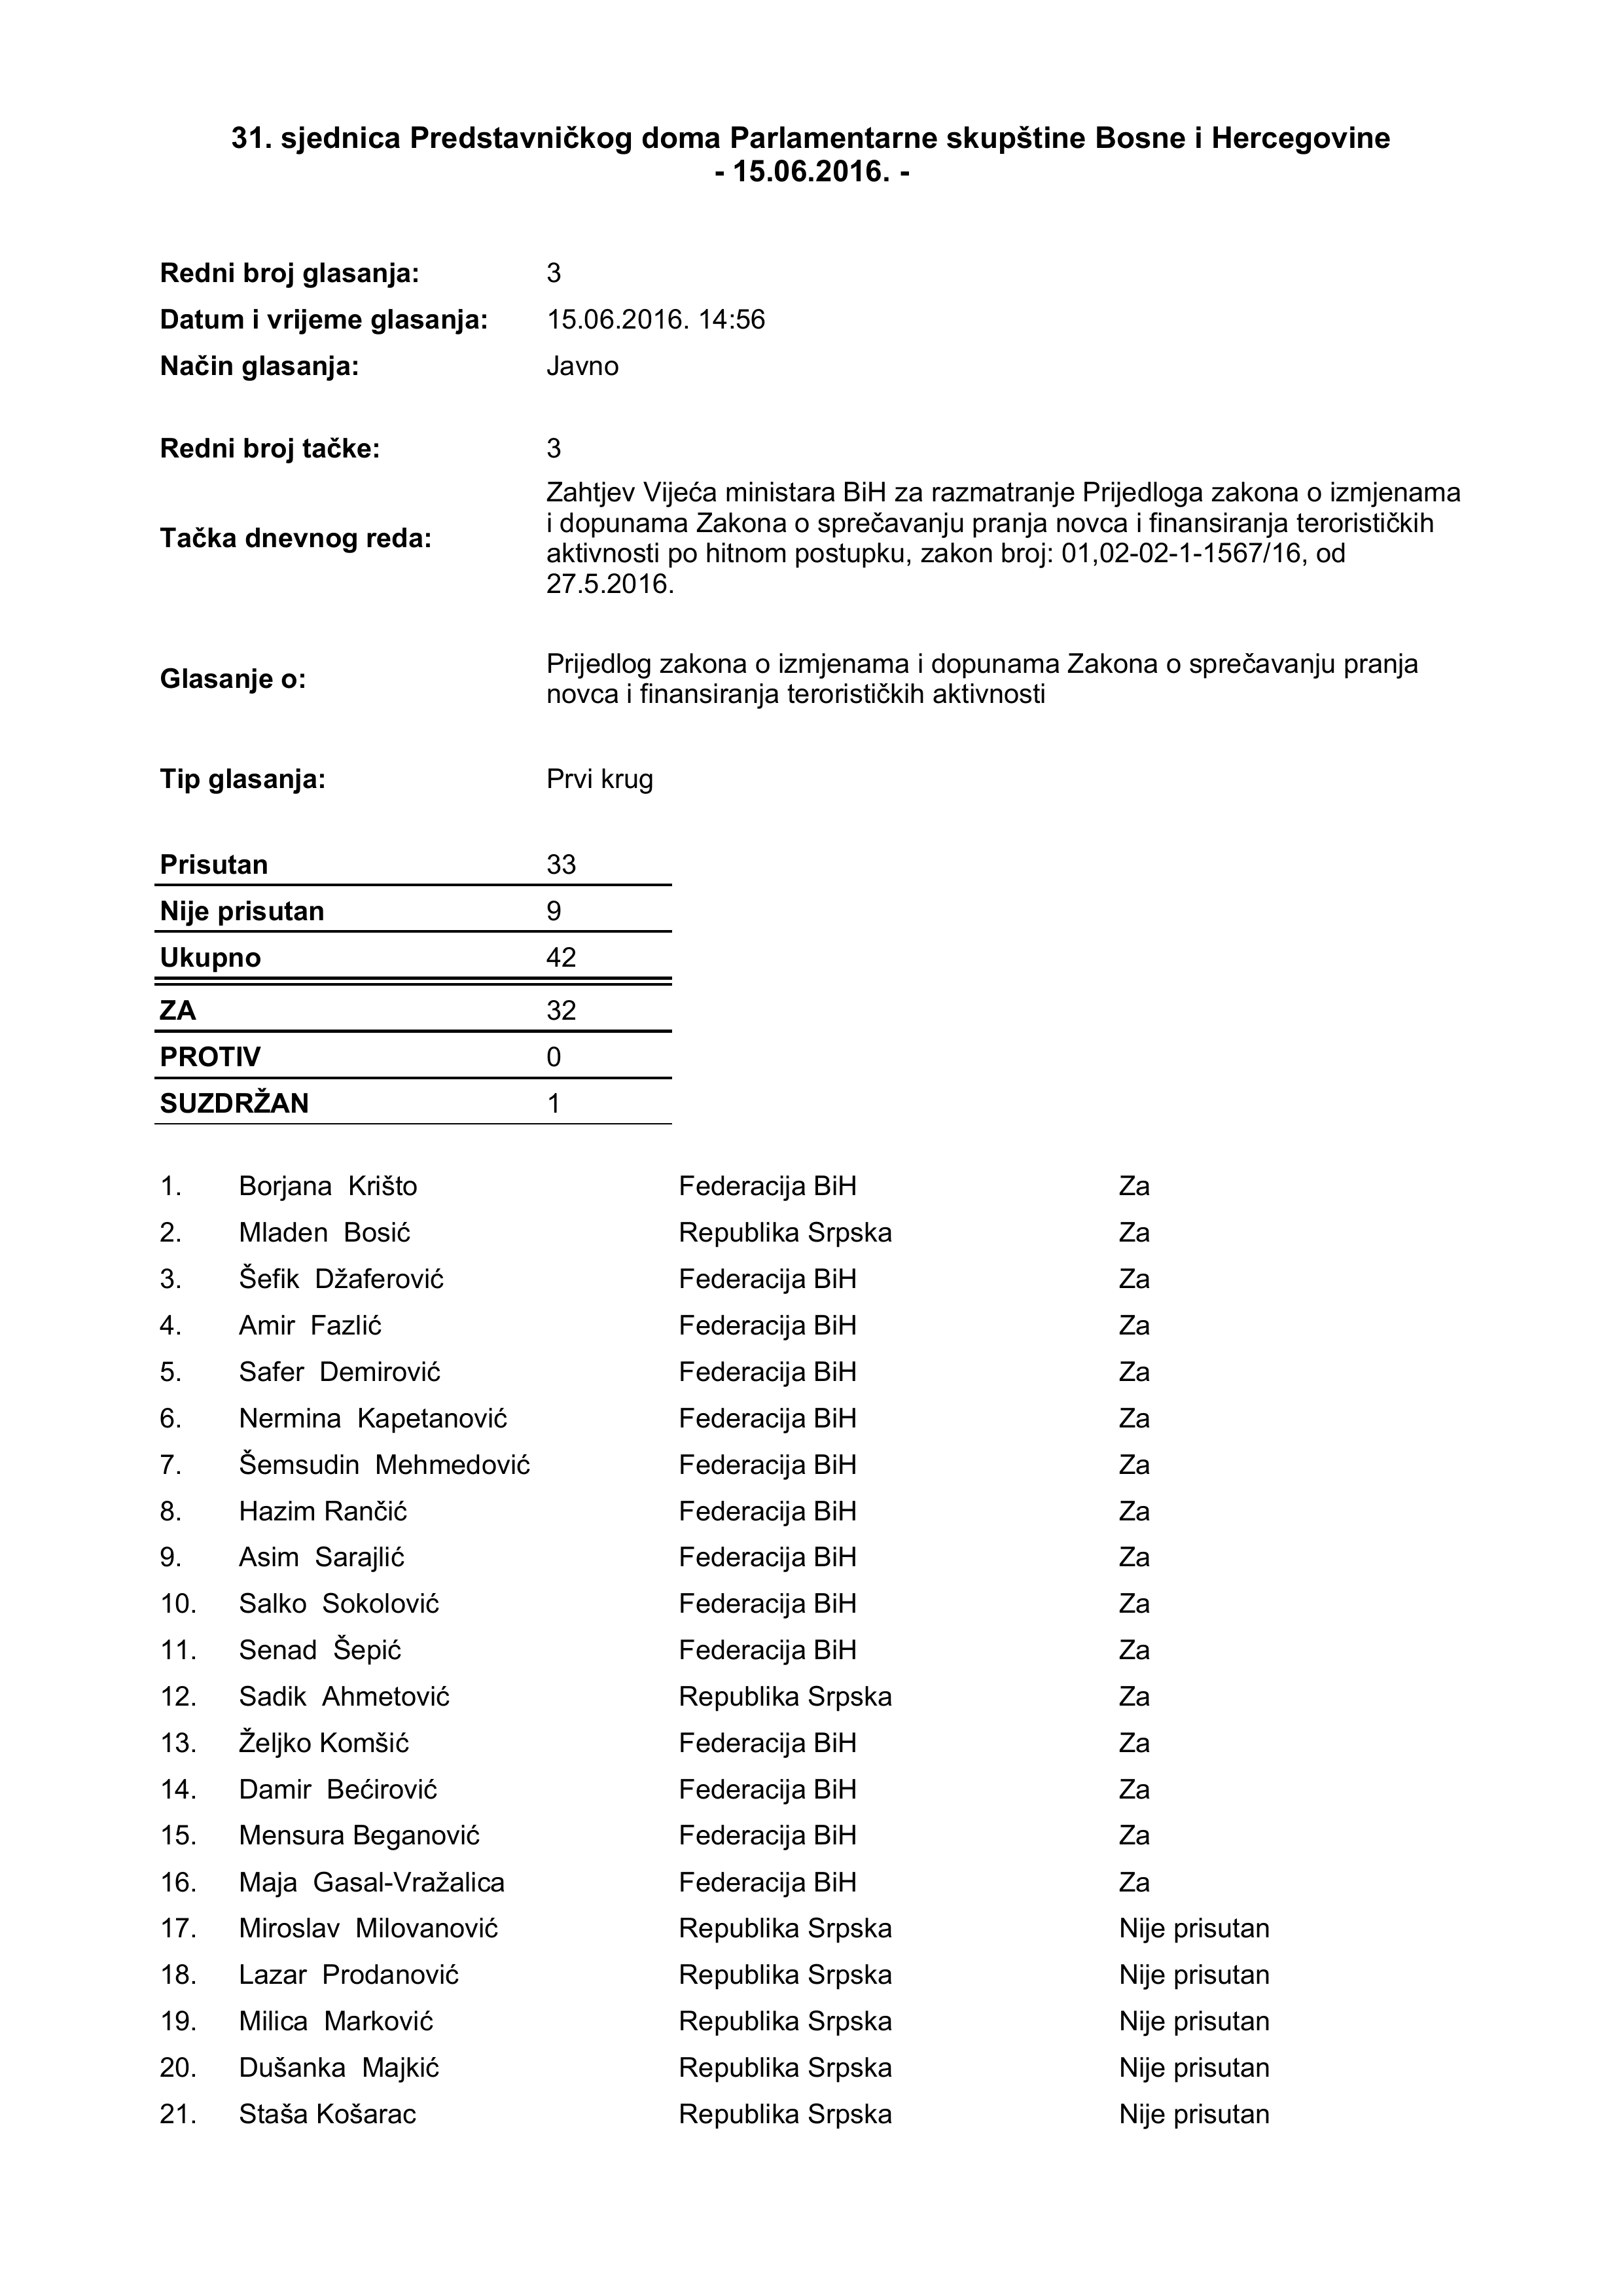 31. sjednica Predstavničkog doma Parlamentarne skupštine Bosne i Hercegovine
- 15.06.2016. -
Redni broj glasanja: 3
Datum i vrijeme glasanja: 15.06.2016. 14:56
Način glasanja: Javno
Redni broj tačke: 3
Tačka dnevnog reda: Zahtjev Vijeća ministara BiH za razmatranje Prijedloga zakona o izmjenama
i dopunama Zakona o sprečavanju pranja novca i finansiranja terorističkih
aktivnosti po hitnom postupku, zakon broj: 01,02-02-1-1567/16, od
27.5.2016.
Glasanje o: Prijedlog zakona o izmjenama i dopunama Zakona o sprečavanju pranja
novca i finansiranja terorističkih aktivnosti
Tip glasanja: Prvi krug
Prisutan 33
Nije prisutan 9
Ukupno 42
ZA 32
PROTIV 0
SUZDRŽAN 1
1. Borjana Krišto Federacija BiH Za
2. Mladen Bosić Republika Srpska Za
3. Šefik Džaferović Federacija BiH Za
4. Amir Fazlić Federacija BiH Za
5. Safer Demirović Federacija BiH Za
6. Nermina Kapetanović Federacija BiH Za
7. Šemsudin Mehmedović Federacija BiH Za
8. Hazim Rančić Federacija BiH Za
9. Asim Sarajlić Federacija BiH Za
10. Salko Sokolović Federacija BiH Za
11. Senad Šepić Federacija BiH Za
12. Sadik Ahmetović Republika Srpska Za
13. Željko Komšić Federacija BiH Za
14. Damir Bećirović Federacija BiH Za
15. Mensura Beganović Federacija BiH Za
16. Maja Gasal-Vražalica Federacija BiH Za
17. Miroslav Milovanović Republika Srpska Nije prisutan
18. Lazar Prodanović Republika Srpska Nije prisutan
19. Milica Marković Republika Srpska Nije prisutan
20. Dušanka Majkić Republika Srpska Nije prisutan
21. Staša Košarac Republika Srpska Nije prisutan